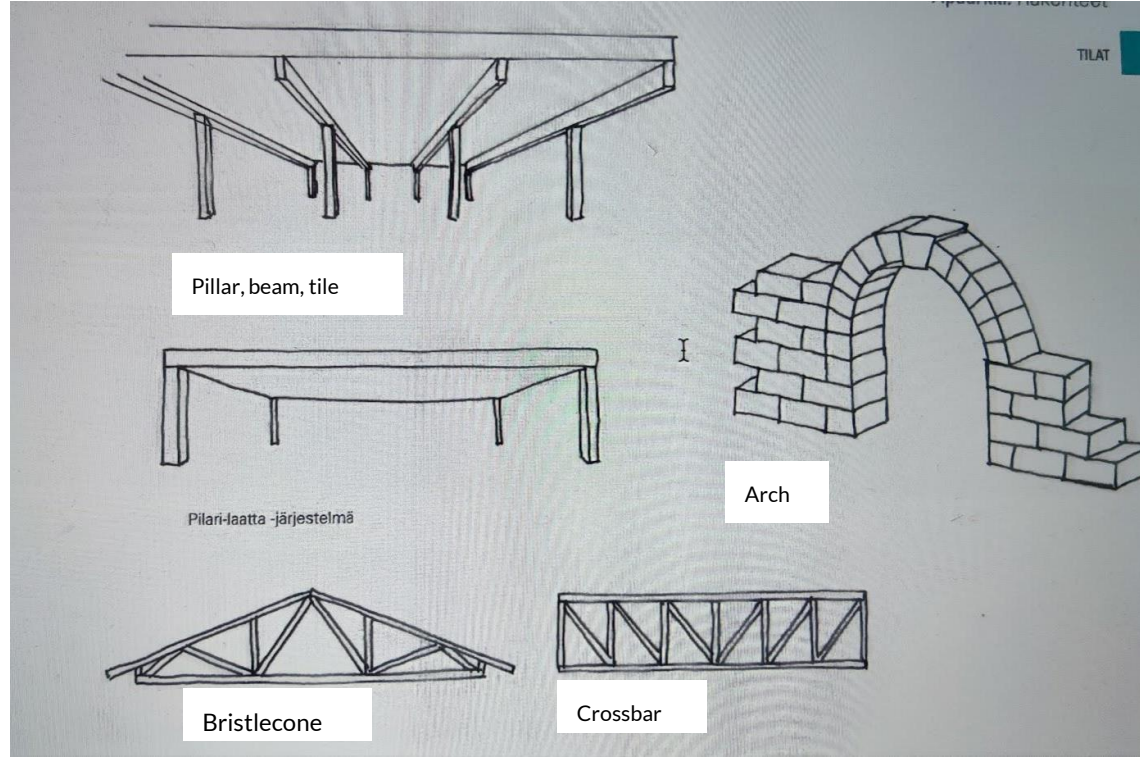 TILAT
Pillar, beam, tile
Arch
Pilari-laatta -järjestelmä
Bristlecone
Crossbar